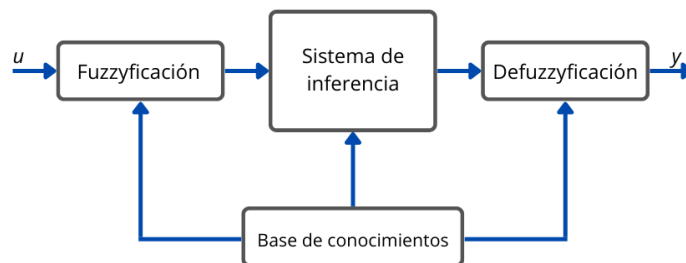 u
Fuzzyficación
Sistema de
inferencia
Defuzzyficación
y
Base de conocimientos